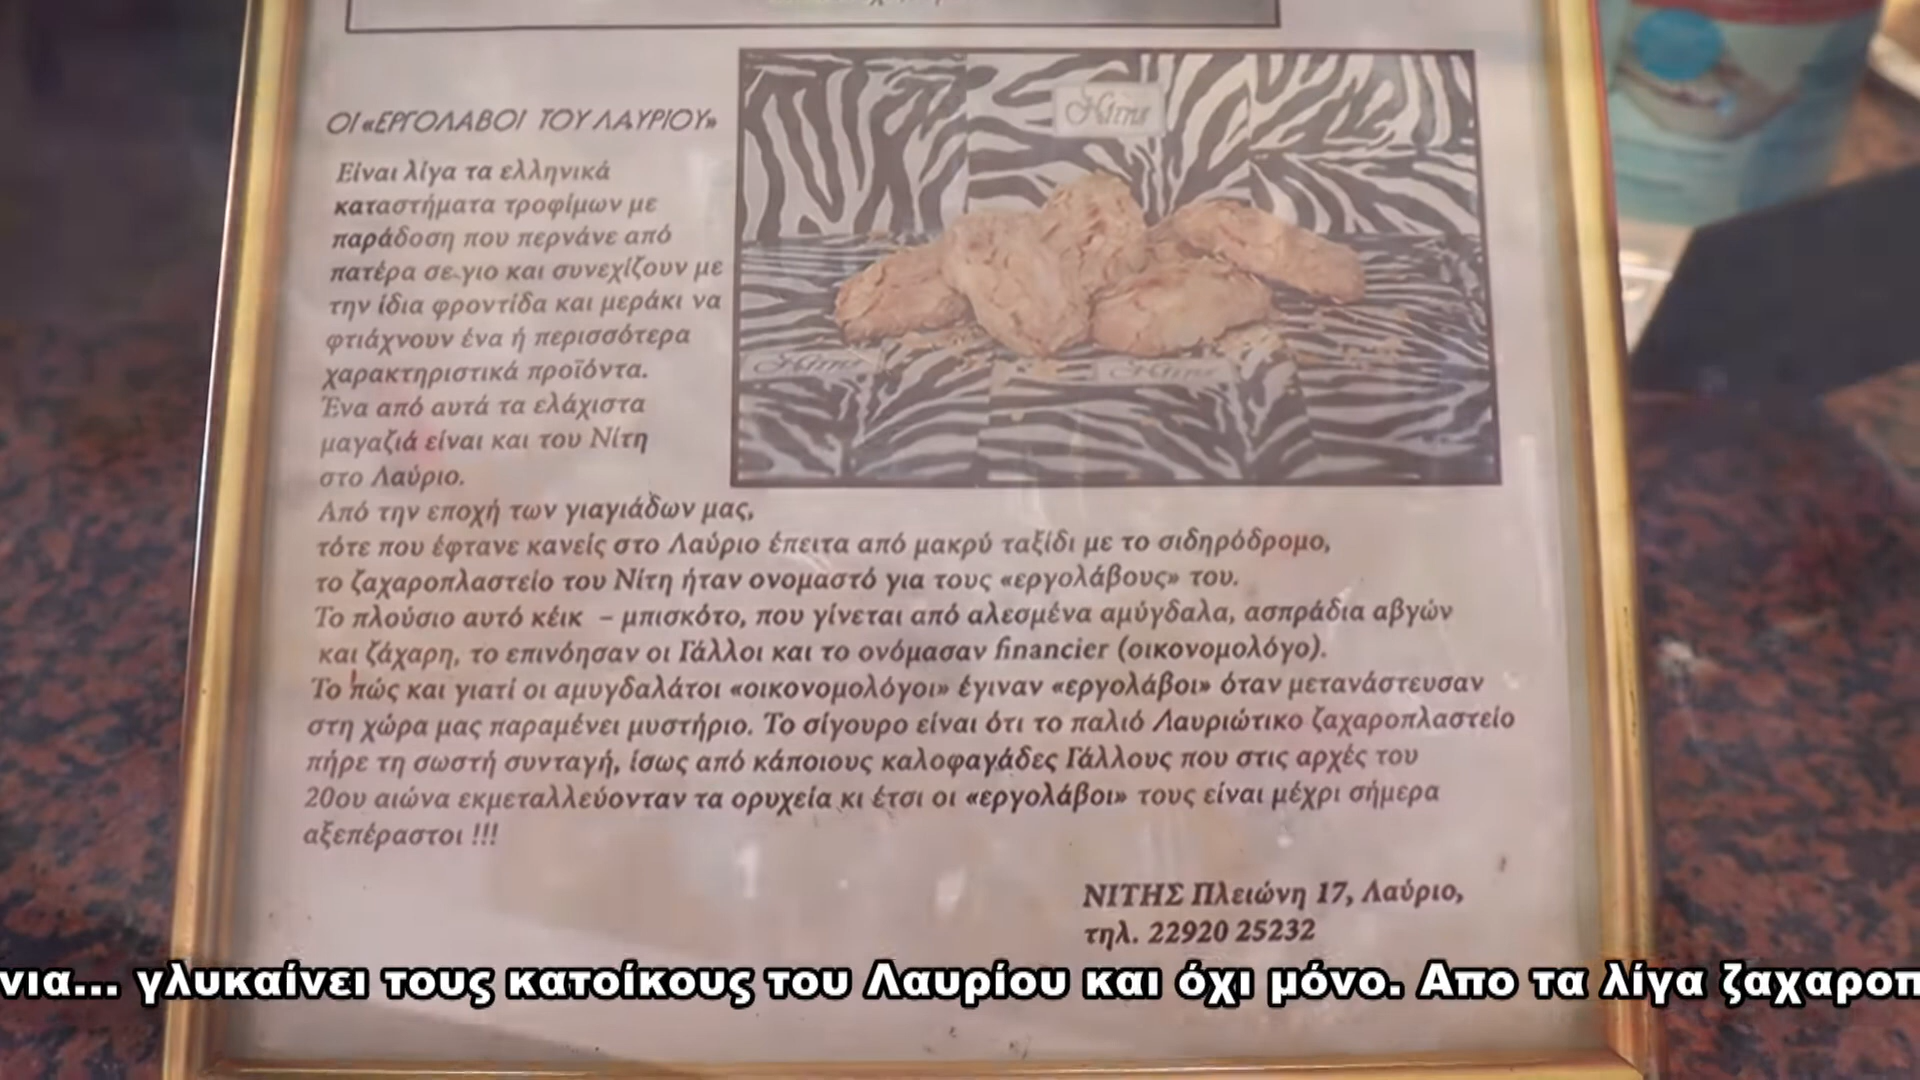 ΟΙ «ΕΡΓΟΛΑΒΟΙ ΤΟΥ ΛΑΥΡΙΟΥ»
Είναι λίγα τα ελληνικά
καταστήματα τροφίμων με
παράδοση που περνάνε από
πατέρα σε γιο και συνεχίζουν με
την ίδια φροντίδα και μεράκι να
φτιάχνουν ένα ή περισσότερα
χαρακτηριστικά προϊόντα.
Ένα από αυτά τα ελάχιστα
μαγαζιά είναι και του Νίτη
στο Λαύριο.
Από την εποχή των γιαγιάδων μας,
τότε που έφτανε κανείς στο Λαύριο έπειτα από μακρύ ταξίδι με το σιδηρόδρομο,
το ζαχαροπλαστείο του Νίτη ήταν ονομαστό για τους «εργολάβους» του.
Το πλούσιο αυτό κέικ – μπισκότο, που γίνεται από αλεσμένα αμύγδαλα, ασπράδια αβγών
και ζάχαρη, το επινόησαν οι Γάλλοι και το ονόμασαν financier (οικονομολόγο).
Το πώς και γιατί οι αμυγδαλάτοι «οικονομολόγοι» έγιναν «εργολάβοι» όταν μετανάστευσαν
στη χώρα μας παραμένει μυστήριο. Το σίγουρο είναι ότι το παλιό Λαυριώτικο ζαχαροπλαστείο
πήρε τη σωστή συνταγή, ίσως από κάποιους καλοφαγάδες Γάλλους που στις αρχές του
20ου αιώνα εκμεταλλεύονταν τα ορυχεία κι έτσι οι «εργολάβοι» τους είναι μέχρι σήμερα
αξεπέραστοι !!!
ΝΙΤΗΣ Πλειώνη 17, Λαύριο,
τηλ. 22920 25232
νια... γλυκαίνει τους κατοίκους του Λαυρίου και όχι μόνο. Απο τα λίγα ζαχαροπ